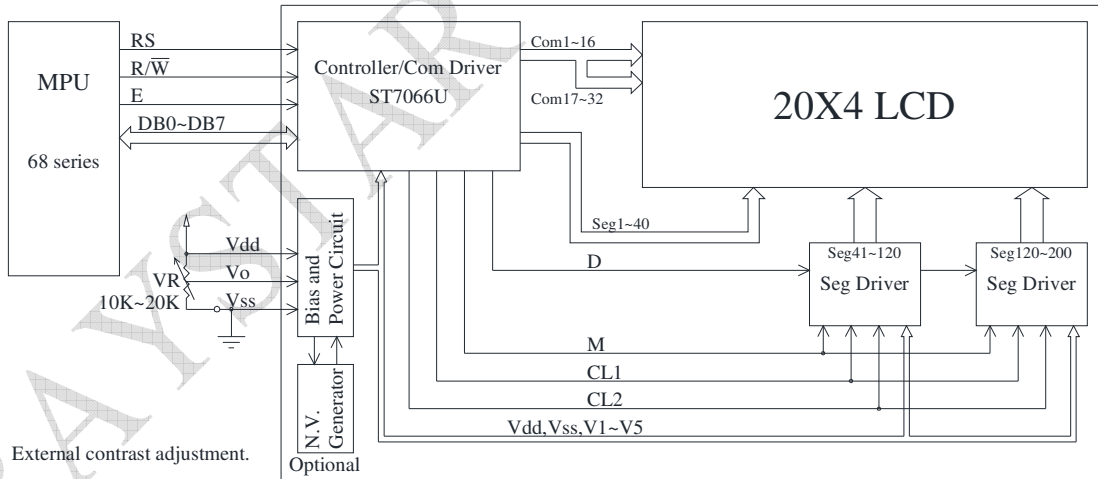 MPU
68 series
RS
R/W̅
E
DB0~DB7
Controller/Com Driver
ST7066U
Com1~16
Com17~32
20X4 LCD
Seg1~40
Seg41~120
Seg Driver
Seg120~200
Seg Driver
D
Vdd
Vo
Vss
VR
10K~20K
Bias and
Power Circuit
M
CL1
CL2
Vdd,Vss,V1~V5
N.V.
Generator
Optional
External contrast adjustment.
RAYSTAR